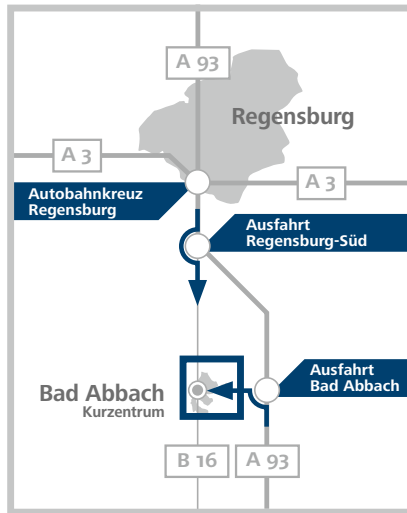 A 93
Regensburg
A 3
A 3
Autobahnkreuz
Regensburg
Ausfahrt
Regensburg-Süd
Ausfahrt
Bad Abbach
Bad Abbach
Kurzentrum
B 16
A 93